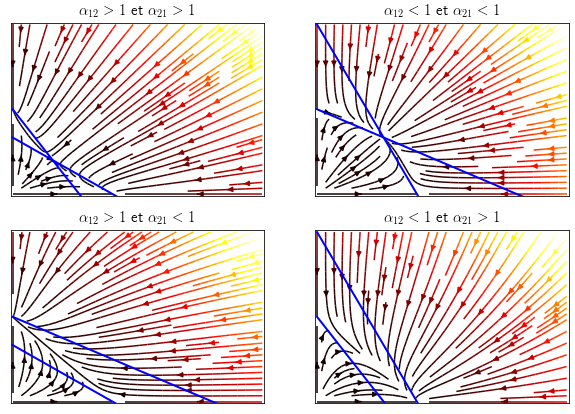 α₁₂ > 1 et α₂₁ > 1
α₁₂ < 1 et α₂₁ < 1
α₁₂ > 1 et α₂₁ < 1
α₁₂ < 1 et α₂₁ > 1